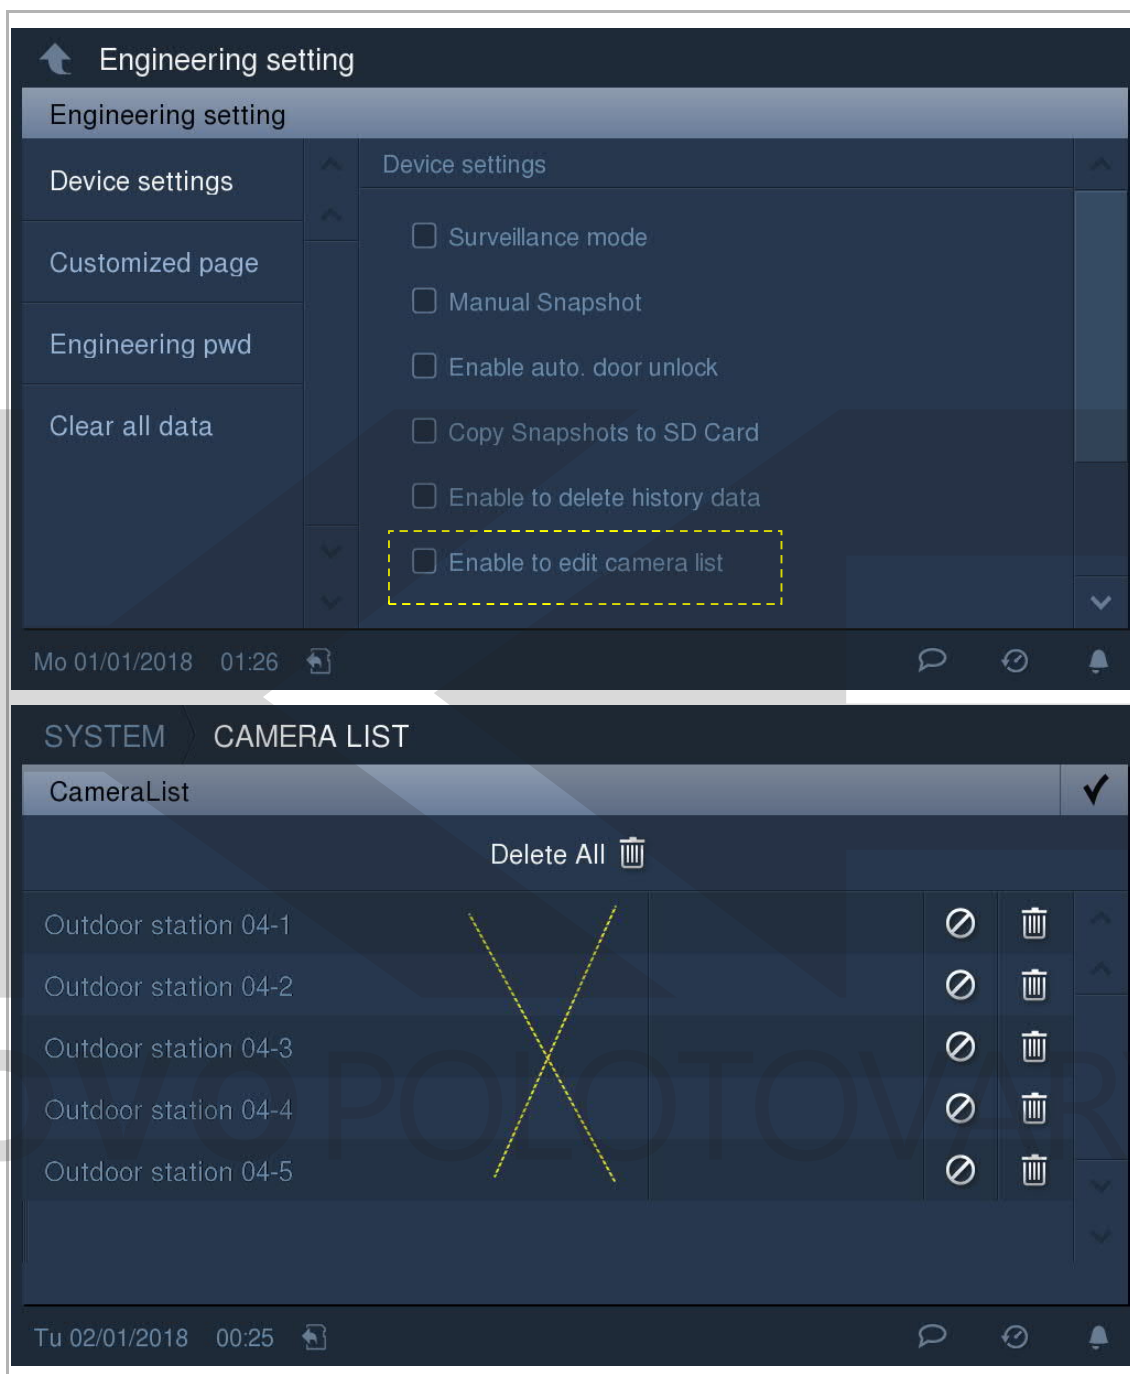 Engineering setting
Engineering setting
Device settings
Customized page
Engineering pwd
Clear all data
Device settings
Surveillance mode
Manual Snapshot
Enable auto. door unlock
Copy Snapshots to SD Card
Enable to delete history data
Enable to edit camera list
Mo 01/01/2018 01:26
SYSTEM CAMERA LIST
CameraList
Delete All
Outdoor station 04-1
Outdoor station 04-2
Outdoor station 04-3
Outdoor station 04-4
Outdoor station 04-5
OVO POLOTOVAR
Tu 02/01/2018 00:25